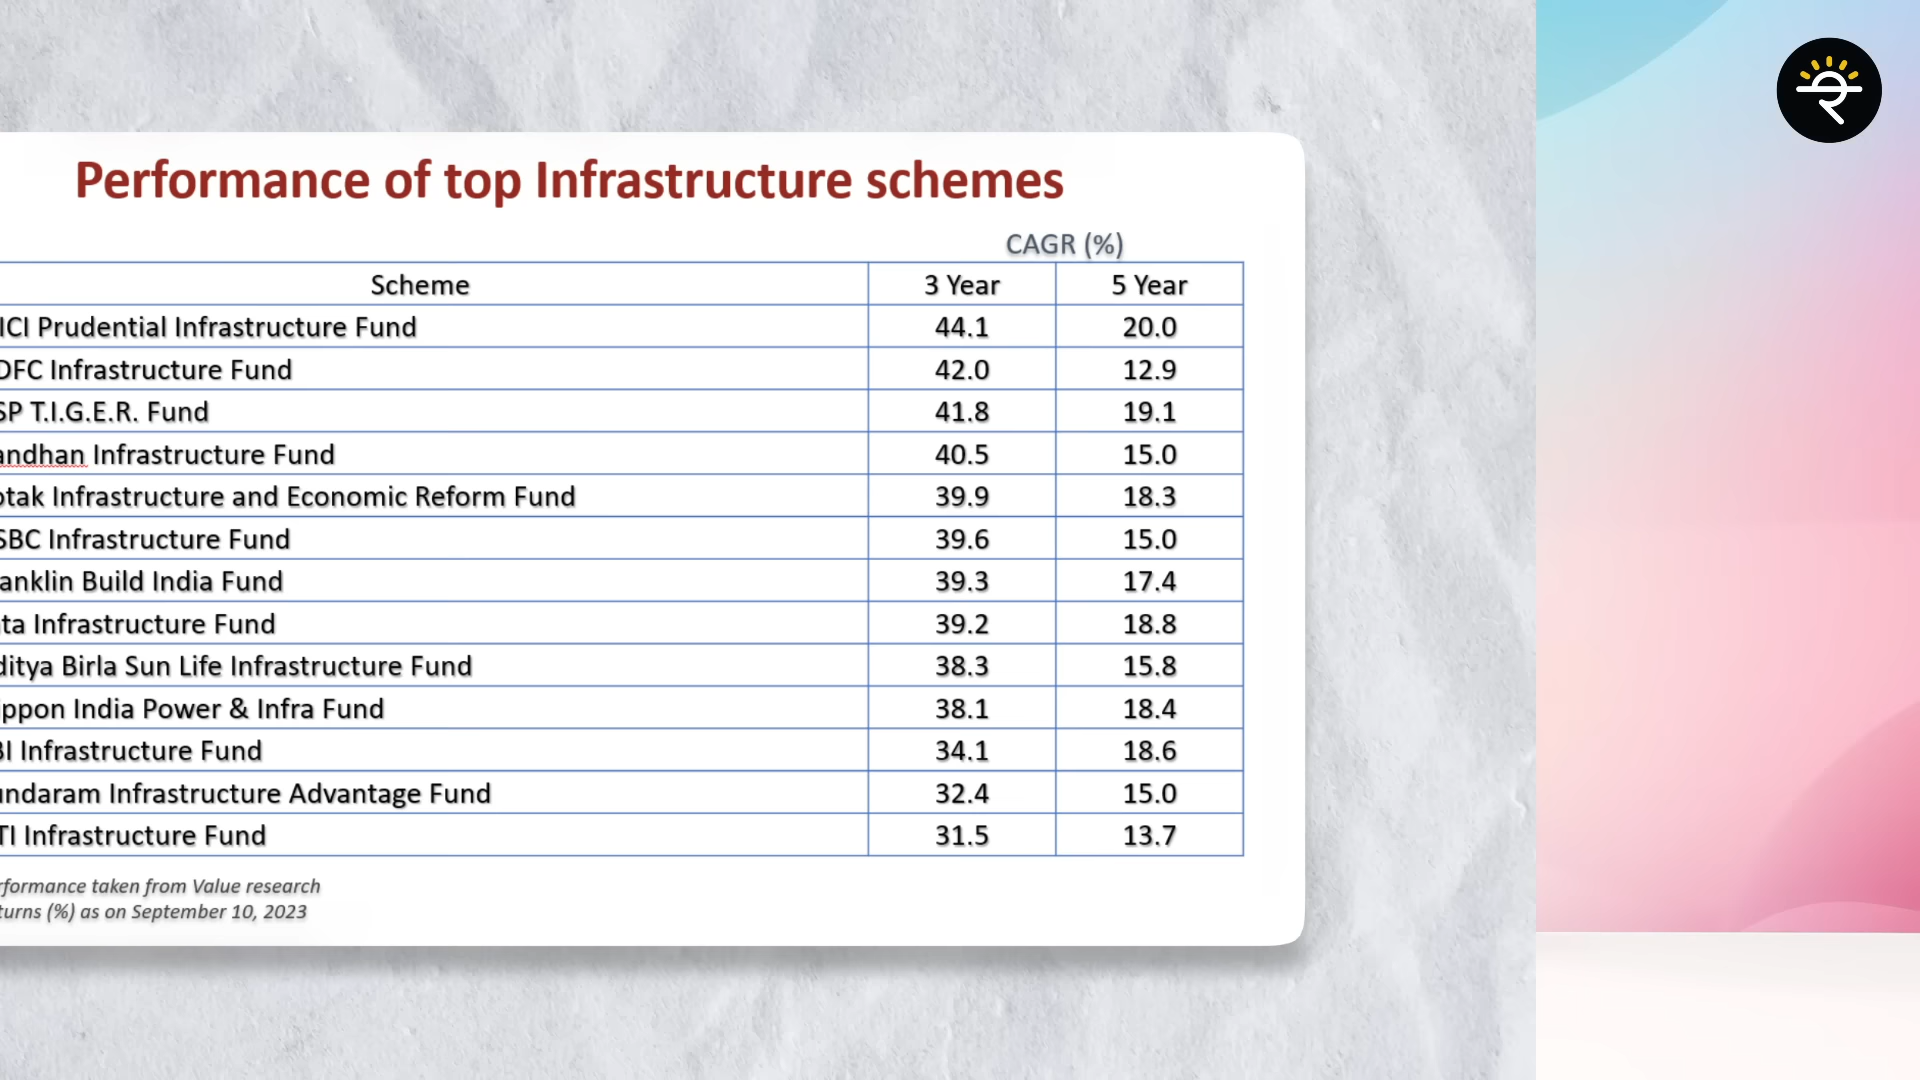 Performance of top Infrastructure schemes
CAGR (%)
Scheme 3 Year 5 Year
ICI Prudential Infrastructure Fund 44.1 20.0
DFC Infrastructure Fund 42.0 12.9
SP T.I.G.E.R. Fund 41.8 19.1
andhan Infrastructure Fund 40.5 15.0
otak Infrastructure and Economic Reform Fund 39.9 18.3
SBC Infrastructure Fund 39.6 15.0
anklin Build India Fund 39.3 17.4
ta Infrastructure Fund 39.2 18.8
ditya Birla Sun Life Infrastructure Fund 38.3 15.8
ippon India Power & Infra Fund 38.1 18.4
BI Infrastructure Fund 34.1 18.6
undaram Infrastructure Advantage Fund 32.4 15.0
TI Infrastructure Fund 31.5 13.7
rformance taken from Value research
turns (%) as on September 10, 2023